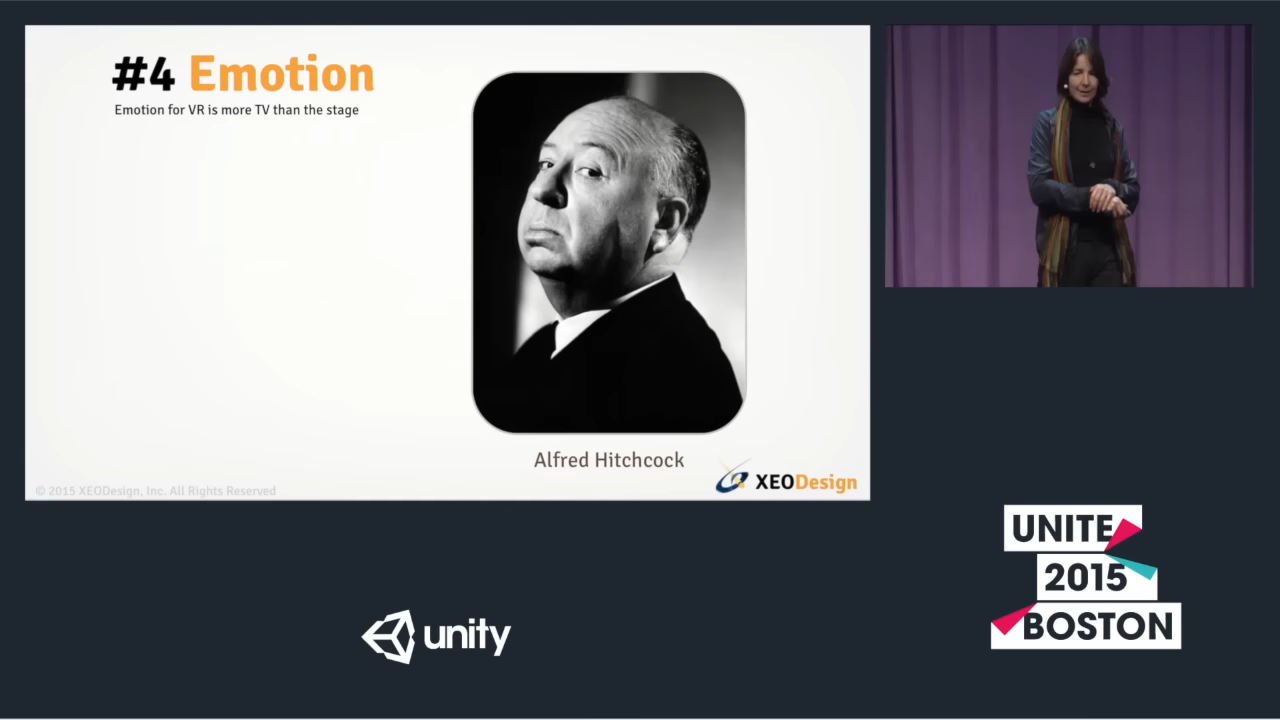 #4 Emotion
Emotion for VR is more TV than the stage
Alfred Hitchcock
XEODesign
© 2015 XEODesign, Inc. All Rights Reserved
UNITE
2015
BOSTON
unity